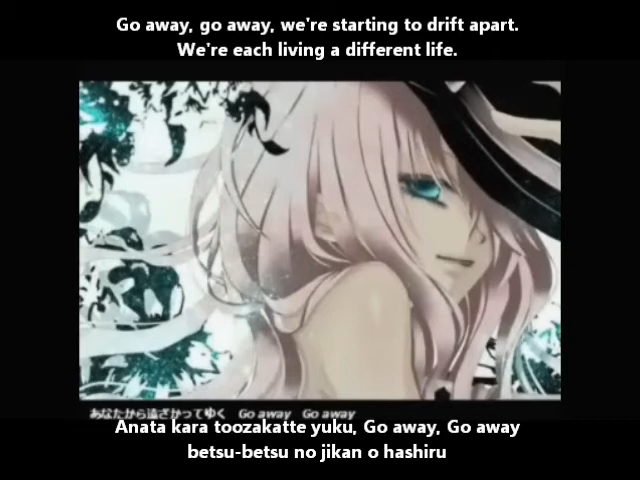 Go away, go away, we're starting to drift apart.
We're each living a different life.
あなたから遠ざかってゆく Go away Go away
Anata kara toozakatte yuku, Go away, Go away
betsu-betsu no jikan o hashiru